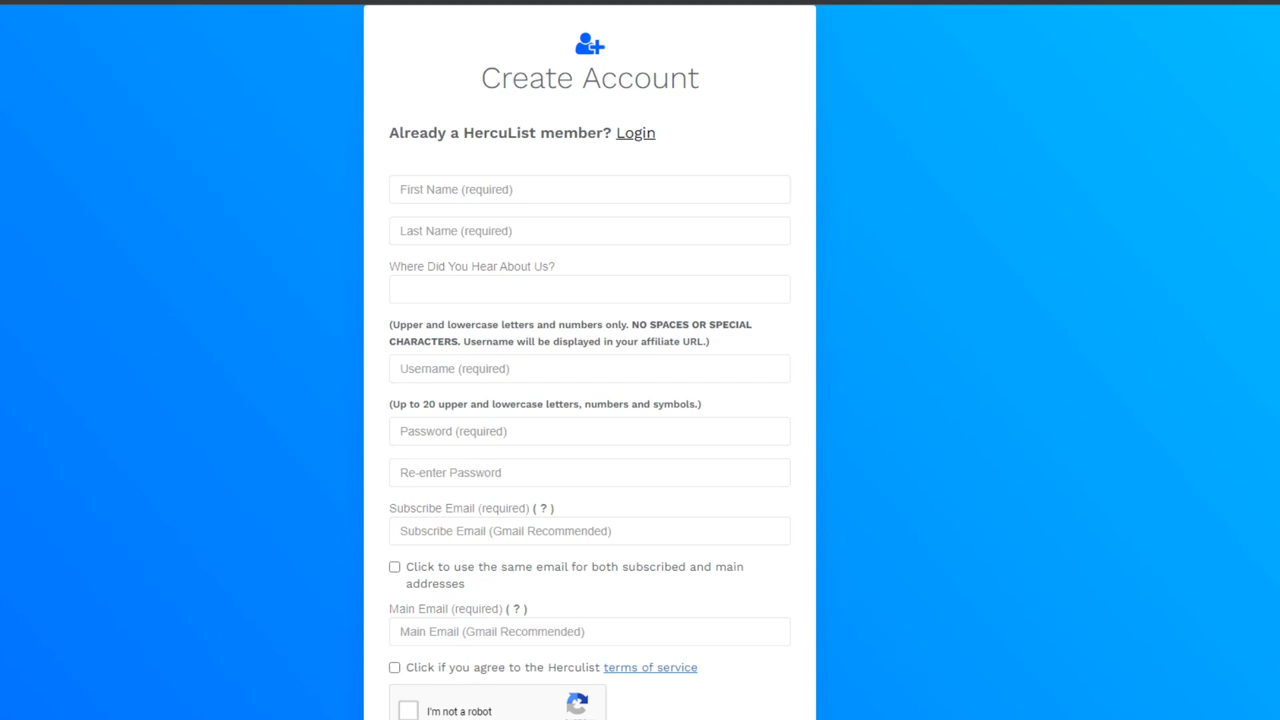 Create Account
Already a HercuList member? Login
First Name (required)
Last Name (required)
Where Did You Hear About Us?
(Upper and lowercase letters and numbers only. NO SPACES OR SPECIAL
CHARACTERS. Username will be displayed in your affiliate URL.)
Username (required)
(Up to 20 upper and lowercase letters, numbers and symbols.)
Password (required)
Re-enter Password
Subscribe Email (required) ( ? )
Subscribe Email (Gmail Recommended)
Click to use the same email for both subscribed and main
addresses
Main Email (required) ( ? )
Main Email (Gmail Recommended)
Click if you agree to the Herculist terms of service
I'm not a robot